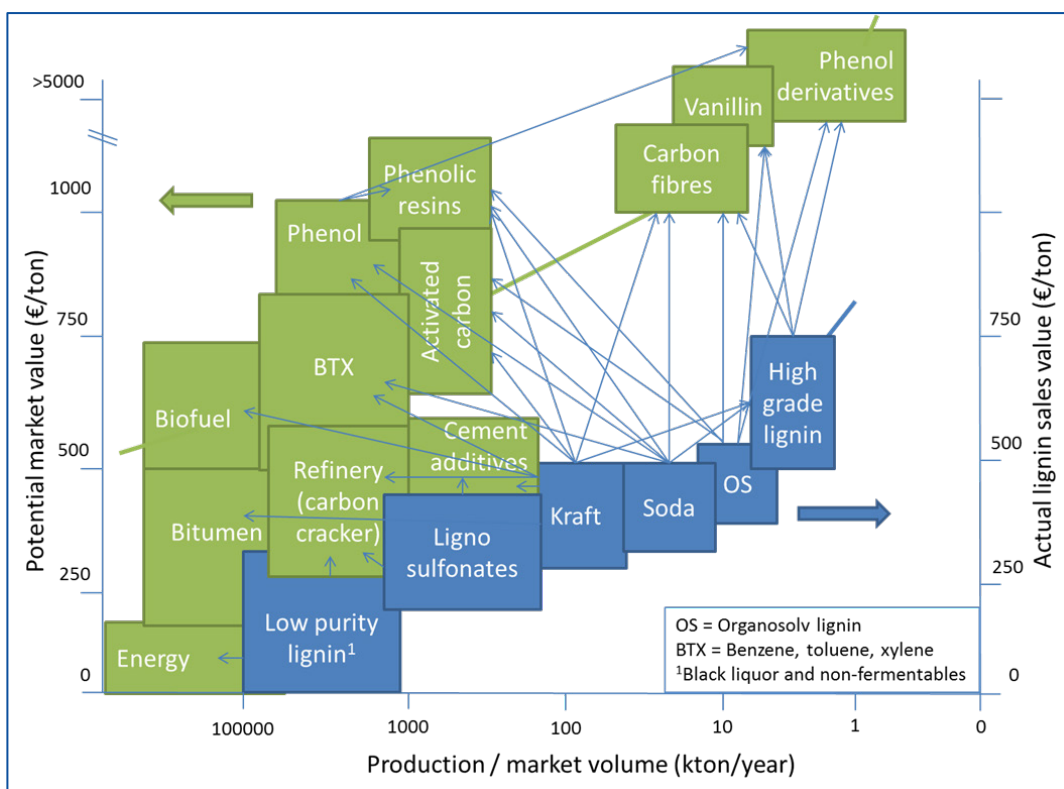 Potential market value (€/ton)
>5000
1000
750
500
250
0
Phenol
derivatives
Vanillin
Carbon
fibres
Phenolic
resins
Phenol
Activated
carbon
BTX
Biofuel
Cement
additives
Refinery
(carbon
cracker)
Bitumen
Energy
High
grade
lignin
OS
Soda
Kraft
Ligno
sulfonates
Low purity
lignin1
750
500
250
0
Actual lignin sales value (€/ton)
OS = Organosolv lignin
BTX = Benzene, toluene, xylene
1Black liquor and non-fermentables
100000
1000
100
10
1
0
Production / market volume (kton/year)